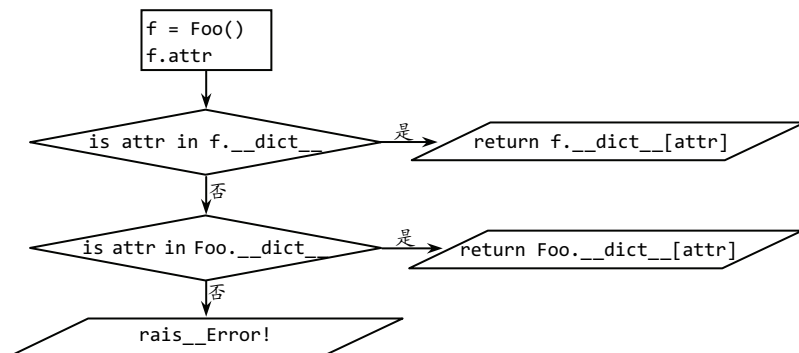 f = Foo()
f.attr
is attr in f.__dict__
是
return f.__dict__[attr]
否
is attr in Foo.__dict__
是
return Foo.__dict__[attr]
否
rais__Error!